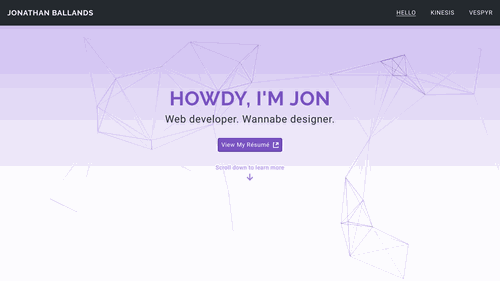 JONATHAN BALLANDS
HELLO
KINESIS
VESPYR
HOWDY, I'M JON
Web developer. Wannabe designer.
View My Résumé
Scroll down to learn more